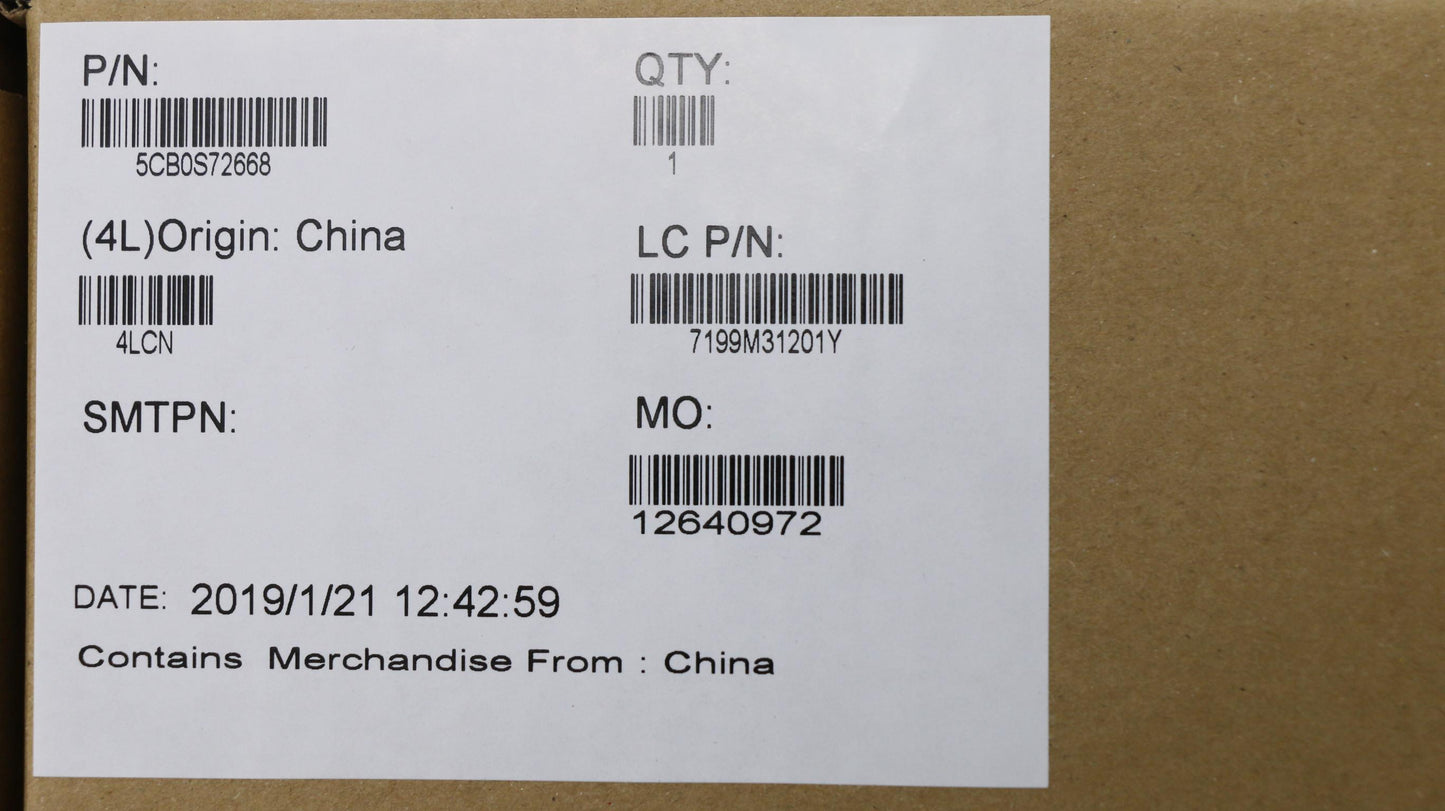 P/N:
5CB0S72668
QTY:
1
(4L)Origin: China
4LCN
LC P/N:
7199M31201Y
SMTPN:
MO:
12640972
DATE: 2019/1/21 12:42:59
Contains Merchandise From : China